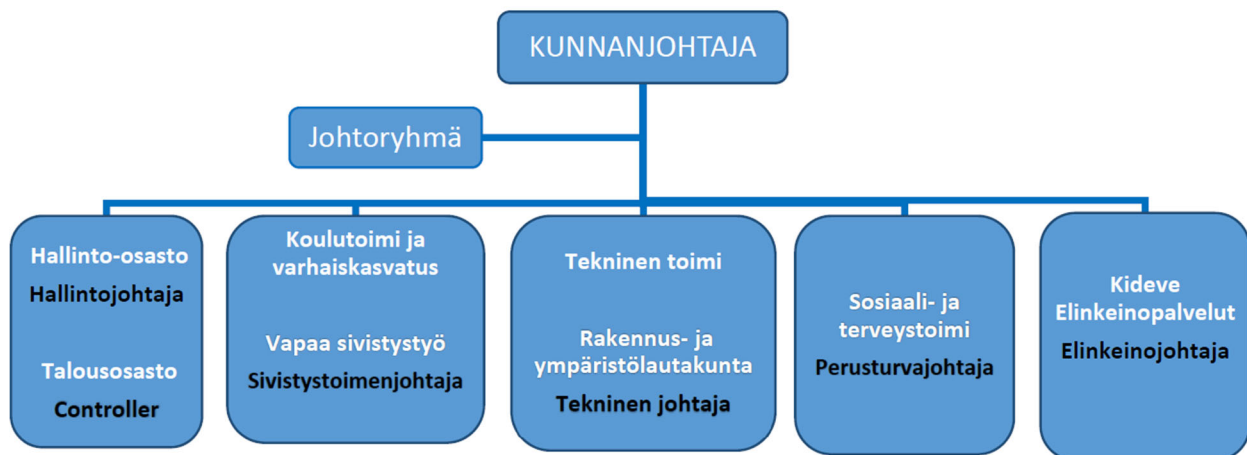 KUNNANJOHTAJA
Johtoryhmä
Hallinto-osasto
Hallintojohtaja
Talousosasto
Controller
Koulutoimi ja
varhaiskasvatus
Vapaa sivistystyö
Sivistystoimenjohtaja
Tekninen toimi
Rakennus- ja
ympäristölautakunta
Tekninen johtaja
Sosiaali- ja
terveystoimi
Perusturvajohtaja
Kideve
Elinkeinopalvelut
Elinkeinojohtaja